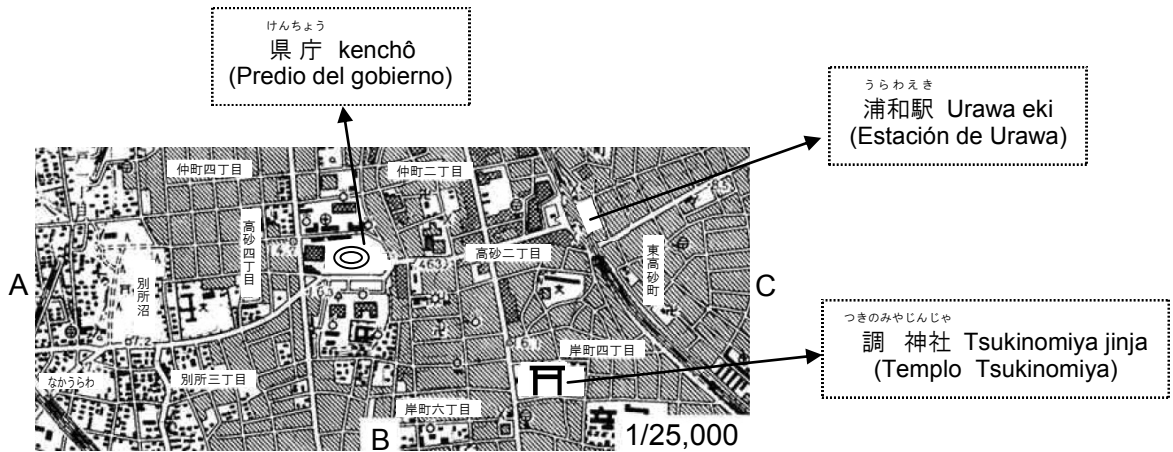 けんちょう
県庁 kenchô
(Predio del gobierno)
うらわえき
浦和駅 Urawa eki
(Estación de Urawa)
仲町四丁目
仲町二丁目
高砂四丁目
高砂二丁目
東高砂町
(463)
A
別所沼
C
つきのみやじんじゃ
調 神社 Tsukinomiya jinja
(Templo Tsukinomiya)
岸町四丁目
なかうらわ
別所三丁目
岸町六丁目
B
1/25,000